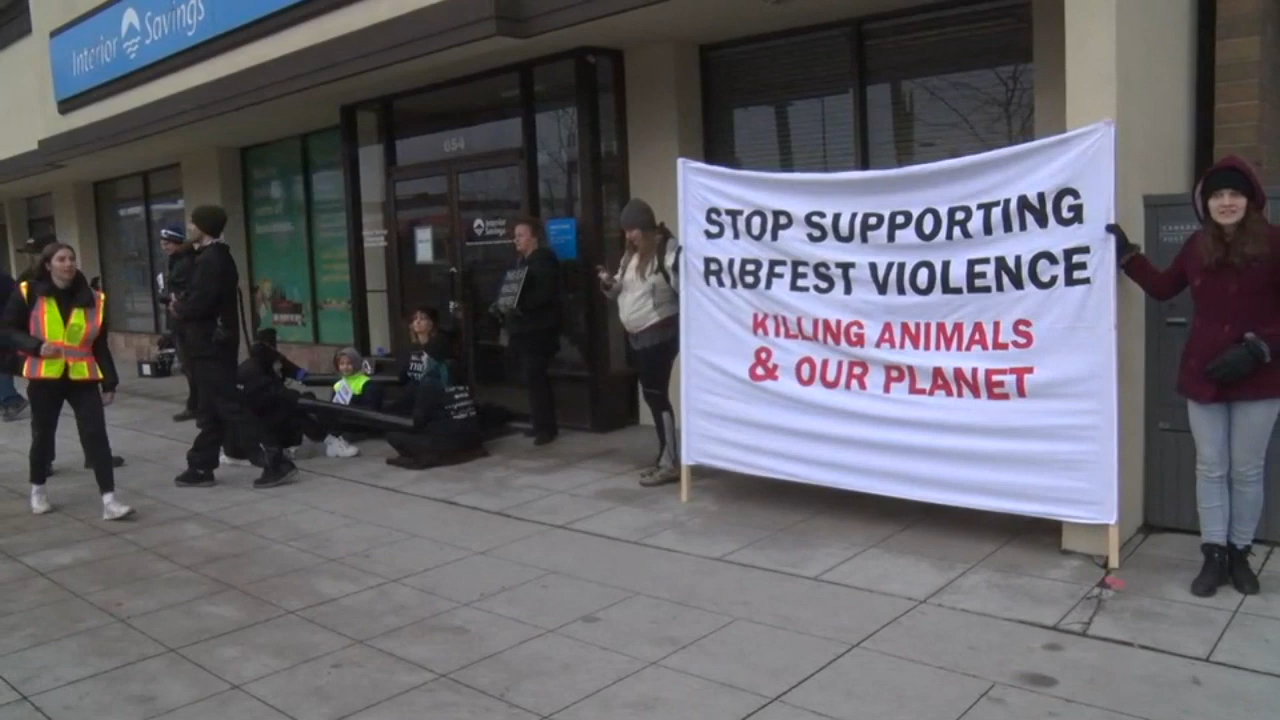 Interior Savings
654
Interior
Savings
STOP SUPPORTING
RIBFEST VIOLENCE
KILLING ANIMALS
& OUR PLANET